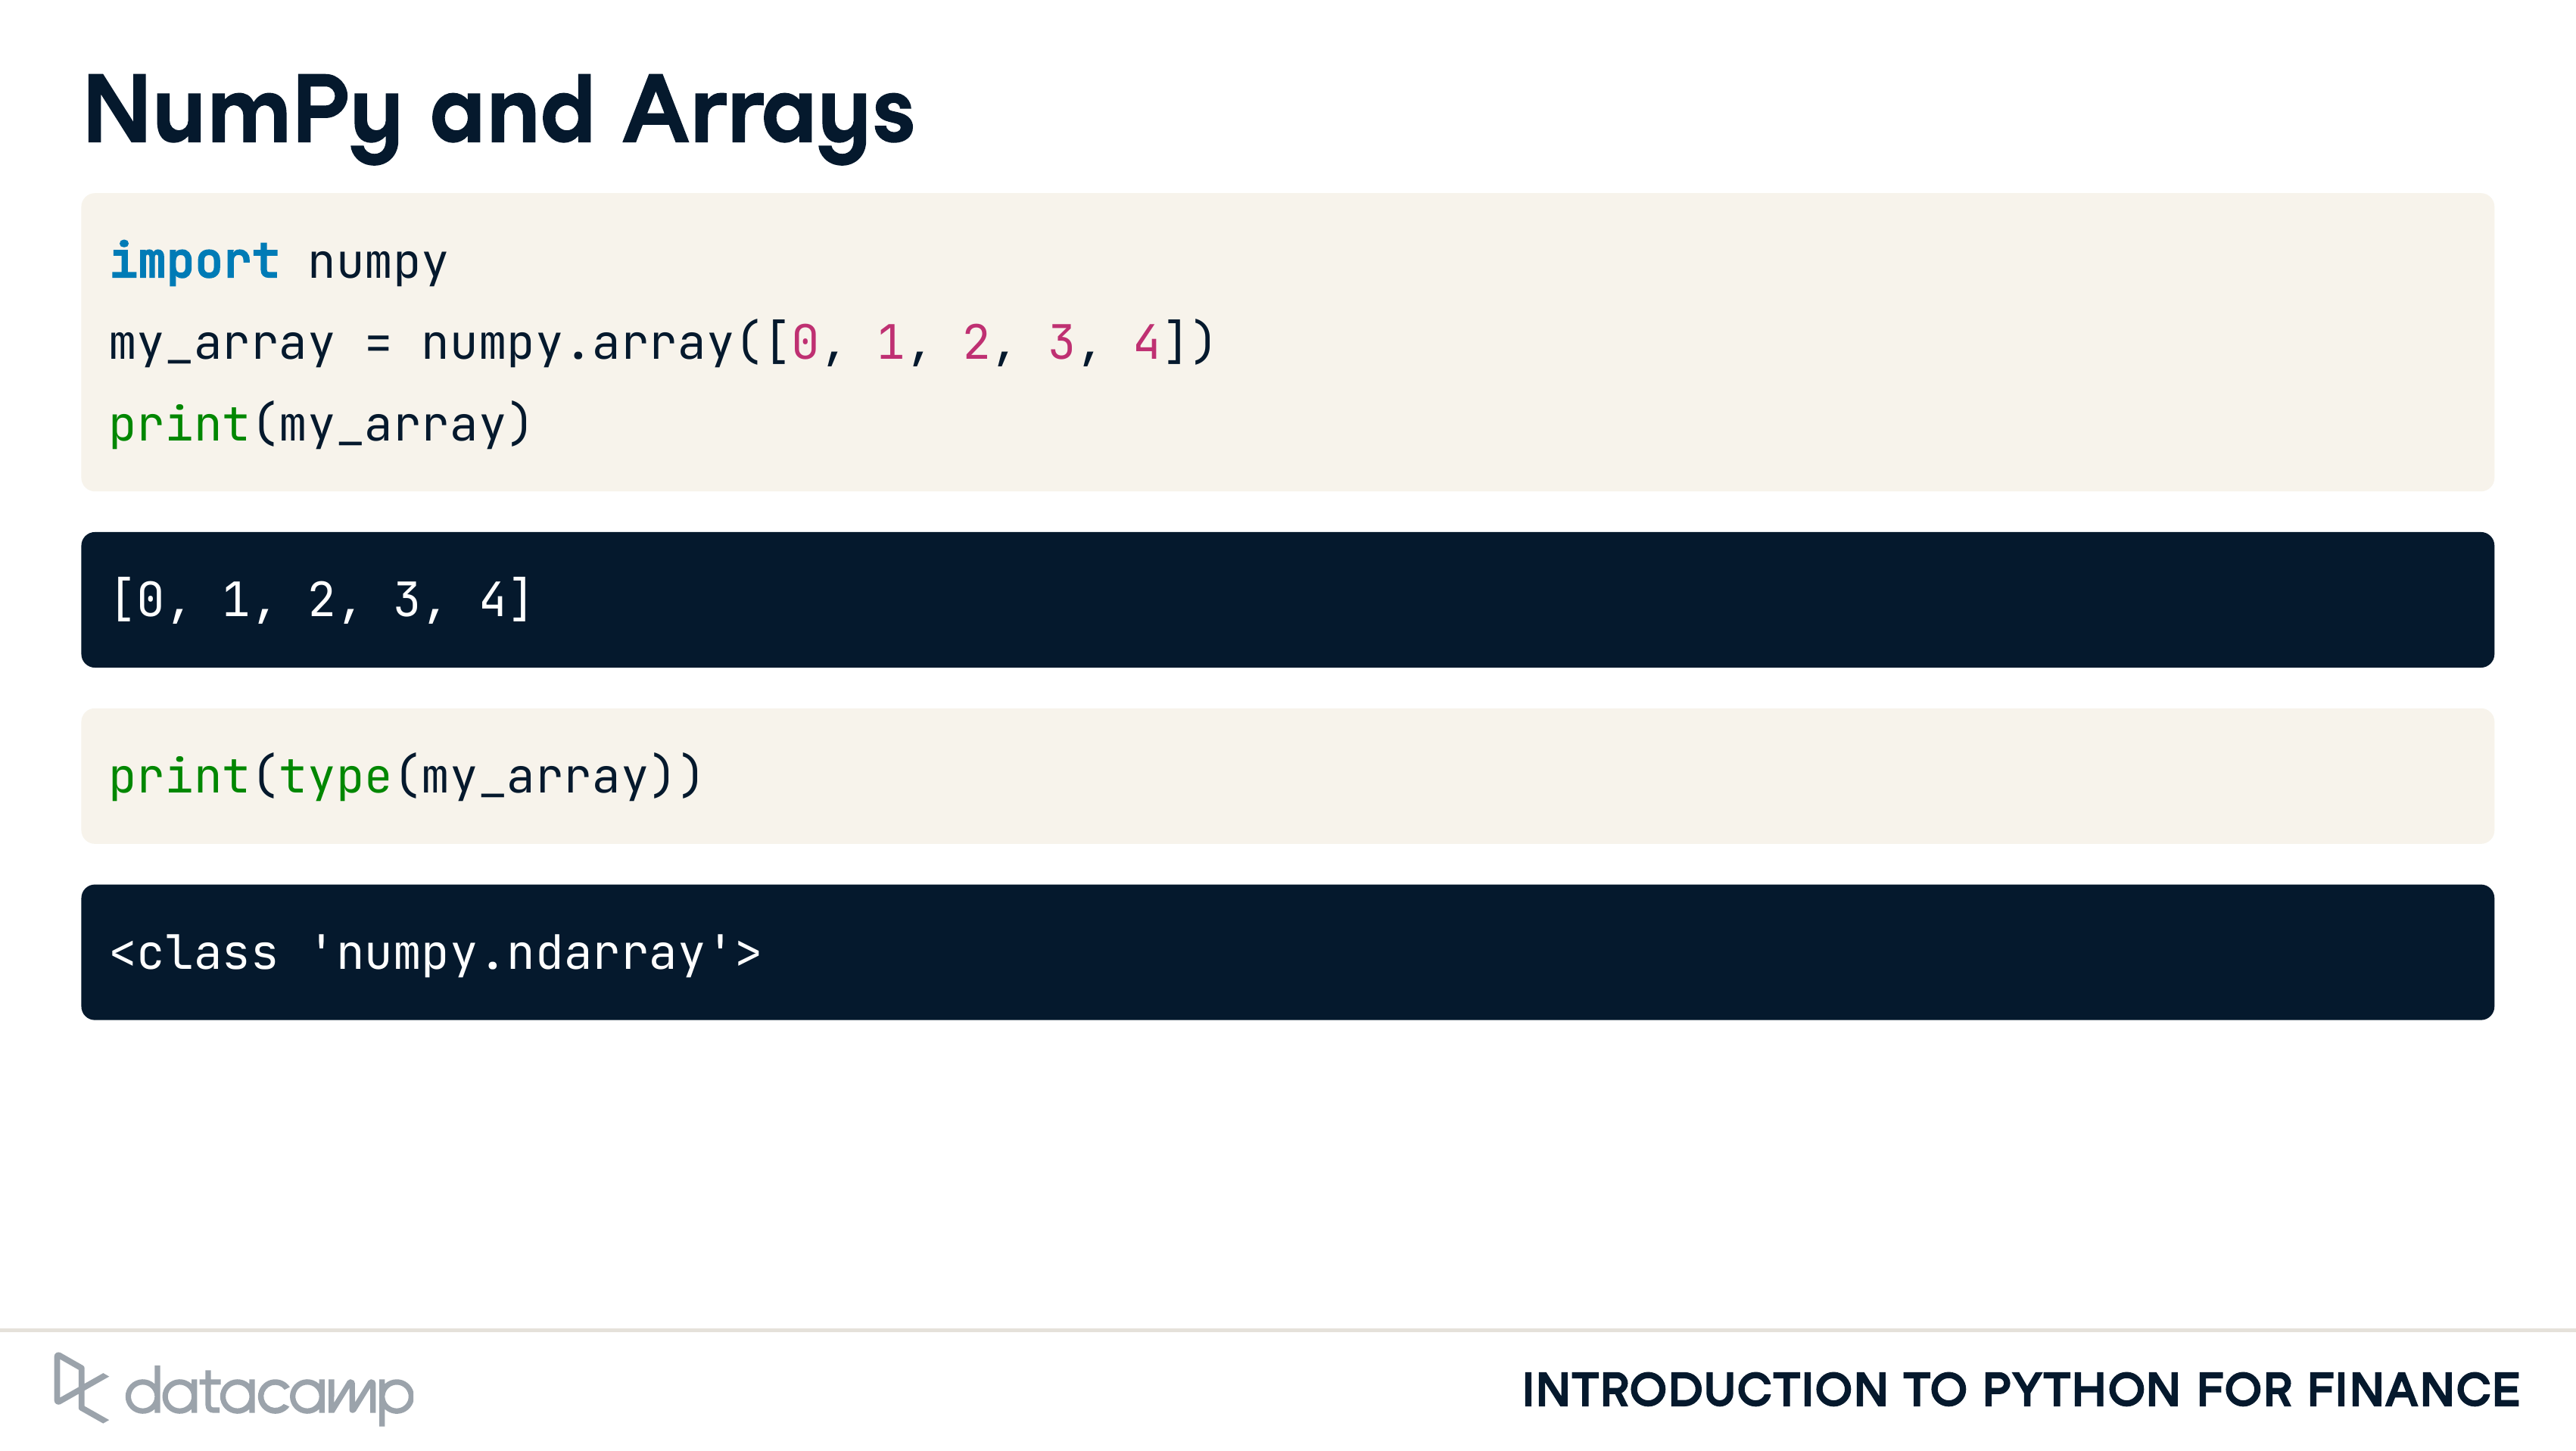 NumPy and Arrays
import numpy
my_array = numpy.array([0, 1, 2, 3, 4])
print(my_array)
[0, 1, 2, 3, 4]
print(type(my_array))
<class 'numpy.ndarray'>
datacamp
INTRODUCTION TO PYTHON FOR FINANCE